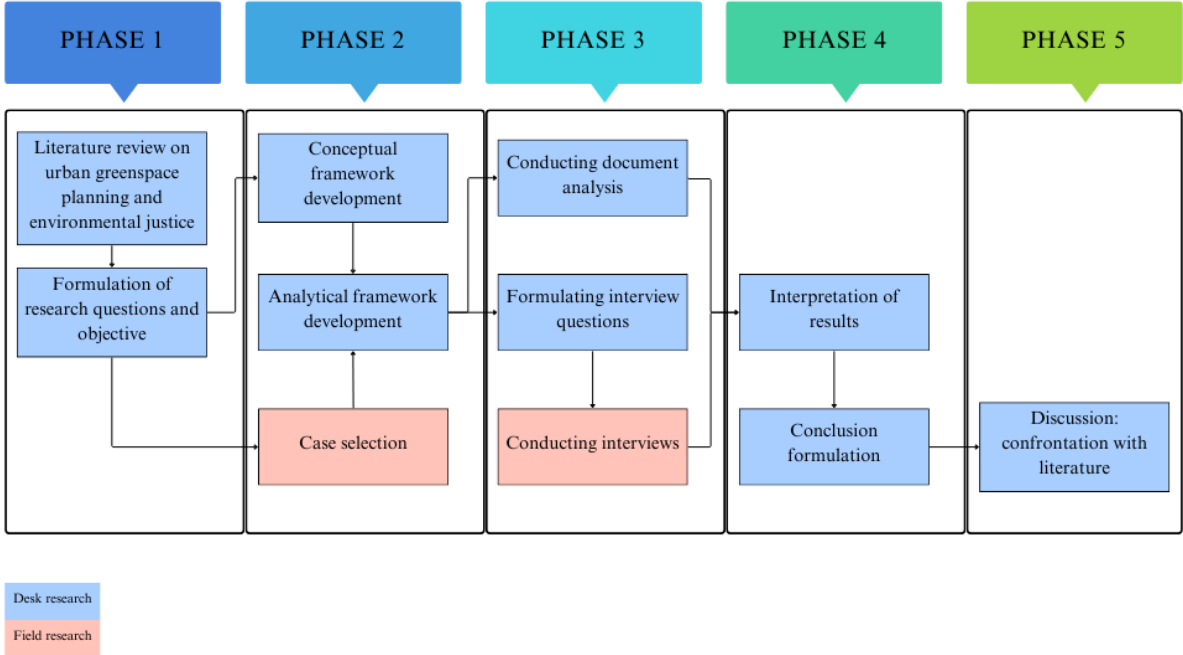 PHASE 1
PHASE 2
PHASE 3
PHASE 4
PHASE 5
Literature review on
urban greenspace
planning and
environmental justice
Formulation of
research questions and
objective
Conceptual
framework
development
Analytical framework
development
Case selection
Conducting document
analysis
Formulating interview
questions
Conducting interviews
Interpretation of
results
Conclusion
formulation
Discussion:
confrontation with
literature
Desk research
Field research